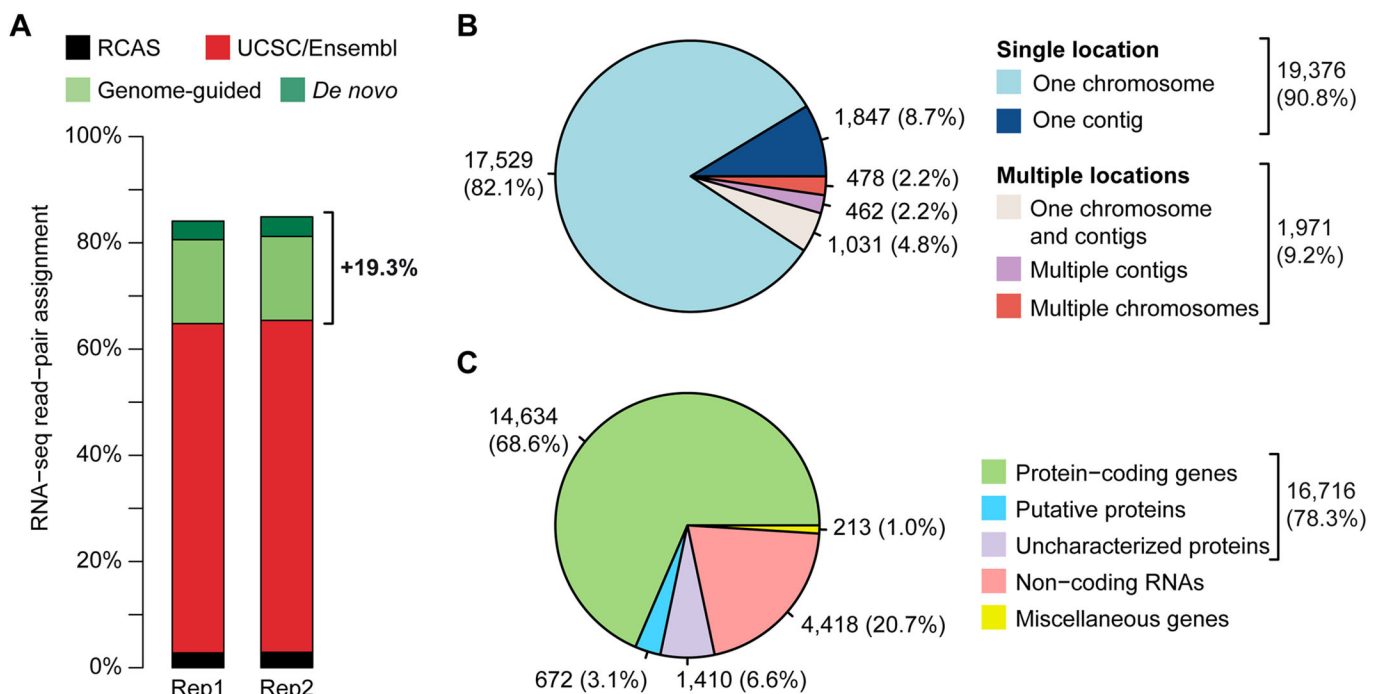 A
RCAS
UCSC/Ensembl
Genome-guided
De novo
100%
80%
60%
40%
20%
0%
RNA-seq read-pair assignment
+19.3%
Rep1
Rep2
B
17,529
(82.1%)
1,847 (8.7%)
478 (2.2%)
462 (2.2%)
1,031 (4.8%)
Single location
One chromosome
One contig
19,376
(90.8%)
Multiple locations
One chromosome
and contigs
Multiple contigs
Multiple chromosomes
1,971
(9.2%)
C
14,634
(68.6%)
213 (1.0%)
4,418 (20.7%)
672 (3.1%)
1,410 (6.6%)
Protein-coding genes
Putative proteins
Uncharacterized proteins
Non-coding RNAs
Miscellaneous genes
16,716
(78.3%)